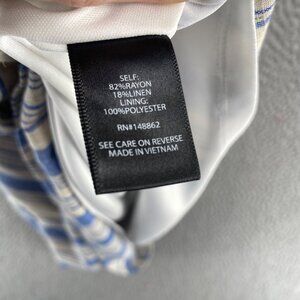 SELF:
82%RAYON
18%LINEN
LINING:
100%POLYESTER
RN#148862
SEE CARE ON REVERSE
MADE IN VIETNAM